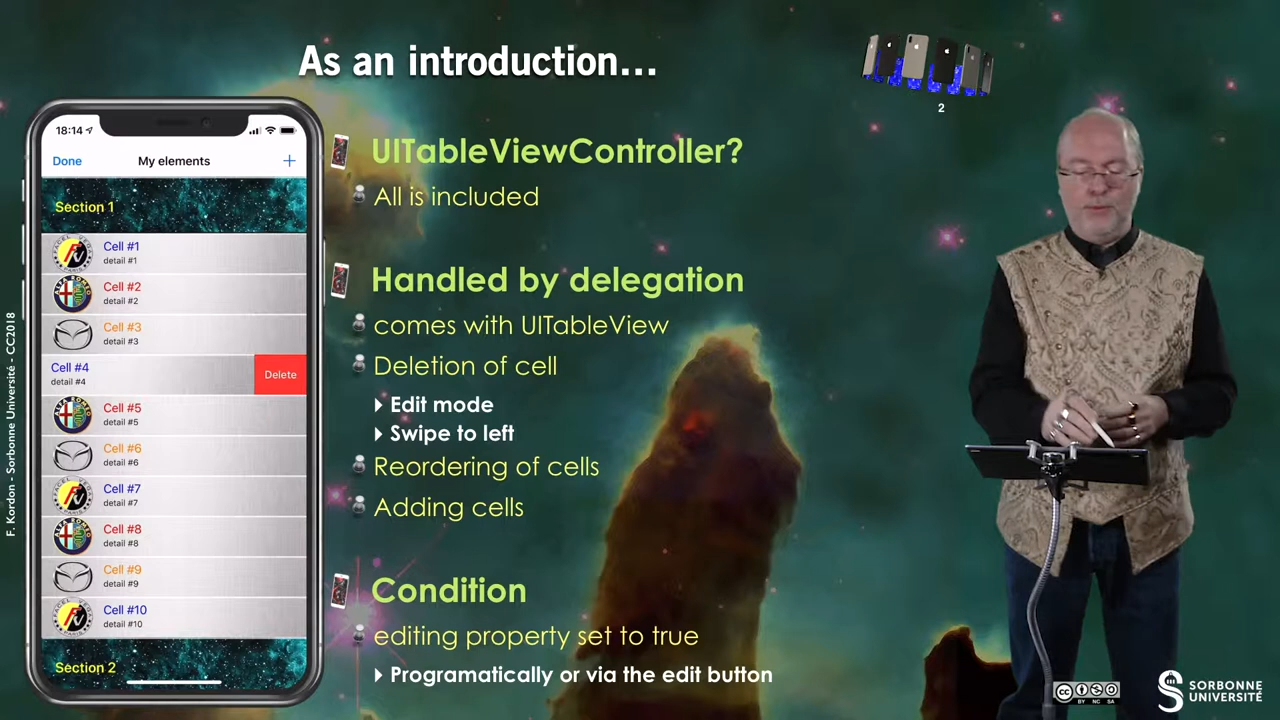 As an introduction...
2
18:14
Done
My elements
+
Section 1
Cell #1
detail #1
Cell #2
detail #2
Cell #3
detail #3
Cell #4
detail #4
Delete
Cell #5
detail #5
Cell #6
detail #6
Cell #7
detail #7
Cell #8
detail #8
Cell #9
detail #9
Cell #10
detail #10
Section 2
UITableViewController?
All is included
Handled by delegation
comes with UITableView
Deletion of cell
Edit mode
Swipe to left
Reordering of cells
Adding cells
Condition
editing property set to true
Programatically or via the edit button
F. Kordon - Sorbonne Université - CC2018
CC BY NC SA
SORBONNE
UNIVERSITÉ